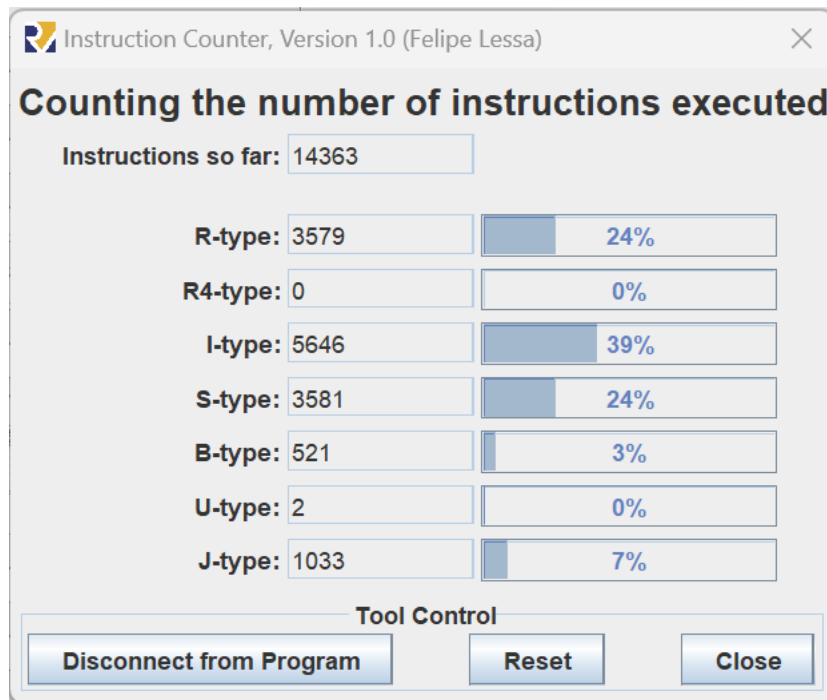 Instruction Counter, Version 1.0 (Felipe Lessa)
Counting the number of instructions executed
Instructions so far: 14363
R-type: 3579 24%
R4-type: 0 0%
I-type: 5646 39%
S-type: 3581 24%
B-type: 521 3%
U-type: 2 0%
J-type: 1033 7%
Tool Control
Disconnect from Program Reset Close